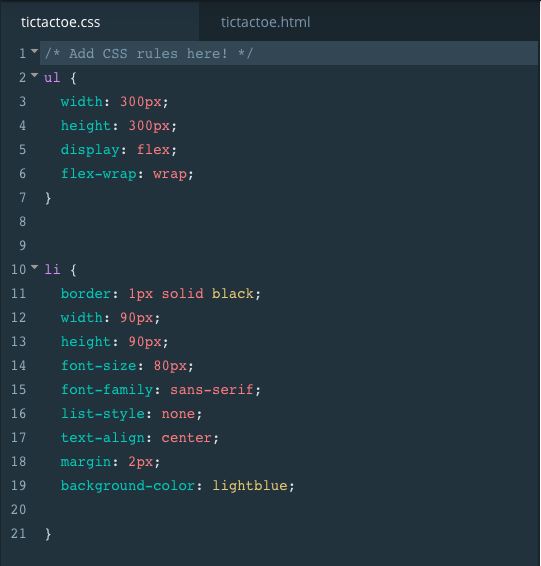 tictactoe.css tictactoe.html
1 /* Add CSS rules here! */
2 ul {
3 width: 300px;
4 height: 300px;
5 display: flex;
6 flex-wrap: wrap;
7 }
8
9
10 li {
11 border: 1px solid black;
12 width: 90px;
13 height: 90px;
14 font-size: 80px;
15 font-family: sans-serif;
16 list-style: none;
17 text-align: center;
18 margin: 2px;
19 background-color: lightblue;
20
21 }